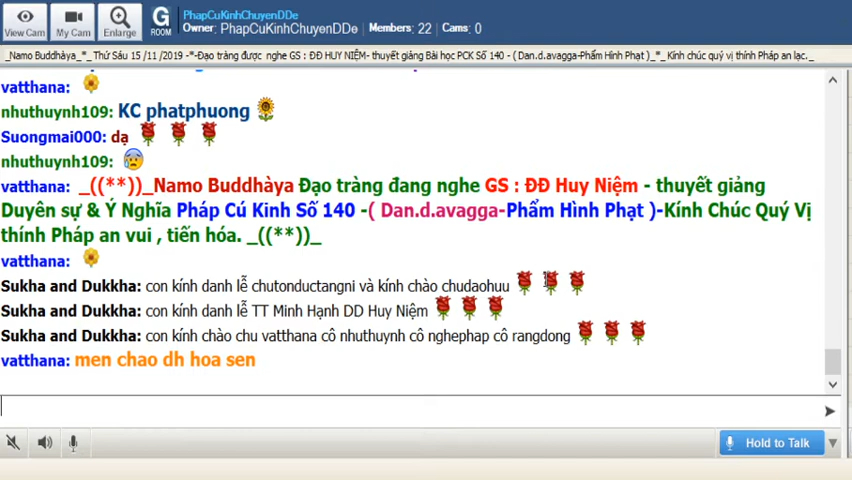 PhapCuKinhChuyenDDe
Owner: PhapCuKinhChuyenDDe Members: 22 Cams: 0
View Cam My Cam Enlarge G ROOM
_Namo Buddhàya_*_ Thứ Sáu 15 /11 /2019 -*-Đạo tràng được nghe GS : ĐĐ HUY NIỆM- thuyết giảng Bài học PCK Số 140 - ( Dan.d.avagga-Phẩm Hình Phạt )_*_ Kính chúc quý vị thính Pháp an lạc._
vatthana:
nhuthuynh109: KC phatphuong
Suongmai000: dạ
nhuthuynh109:
vatthana: _((**))_Namo Buddhàya Đạo tràng đang nghe GS : ĐĐ Huy Niệm - thuyết giảng
Duyên sự & Ý Nghĩa Pháp Cú Kinh Số 140 -( Dan.d.avagga-Phẩm Hình Phạt )-Kính Chúc Quý Vị
thính Pháp an vui , tiến hóa. _((**))_
vatthana:
Sukha and Dukkha: con kính danh lễ chutonductangni và kính chào chudaohuu
Sukha and Dukkha: con kính danh lễ TT Minh Hạnh DD Huy Niệm
Sukha and Dukkha: con kính chào chu vatthana cô nhuthuynh cô nghephap cô rangdong
vatthana: men chao dh hoa sen
Hold to Talk